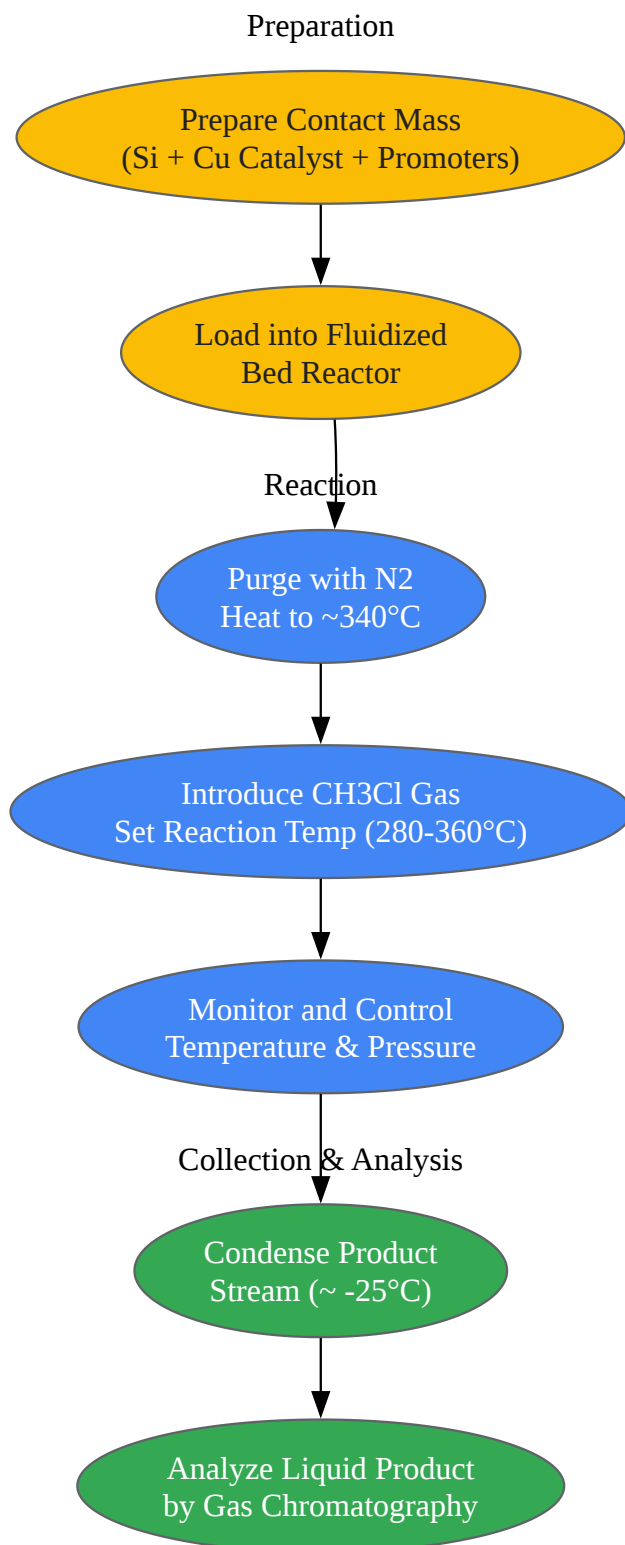 Preparation
Prepare Contact Mass
(Si + Cu Catalyst + Promoters)
Load into Fluidized
Bed Reactor
Reaction
Purge with N2
Heat to ~340°C
Introduce CH3Cl Gas
Set Reaction Temp (280-360°C)
Monitor and Control
Temperature & Pressure
Collection & Analysis
Condense Product
Stream (~ -25°C)
Analyze Liquid Product
by Gas Chromatography